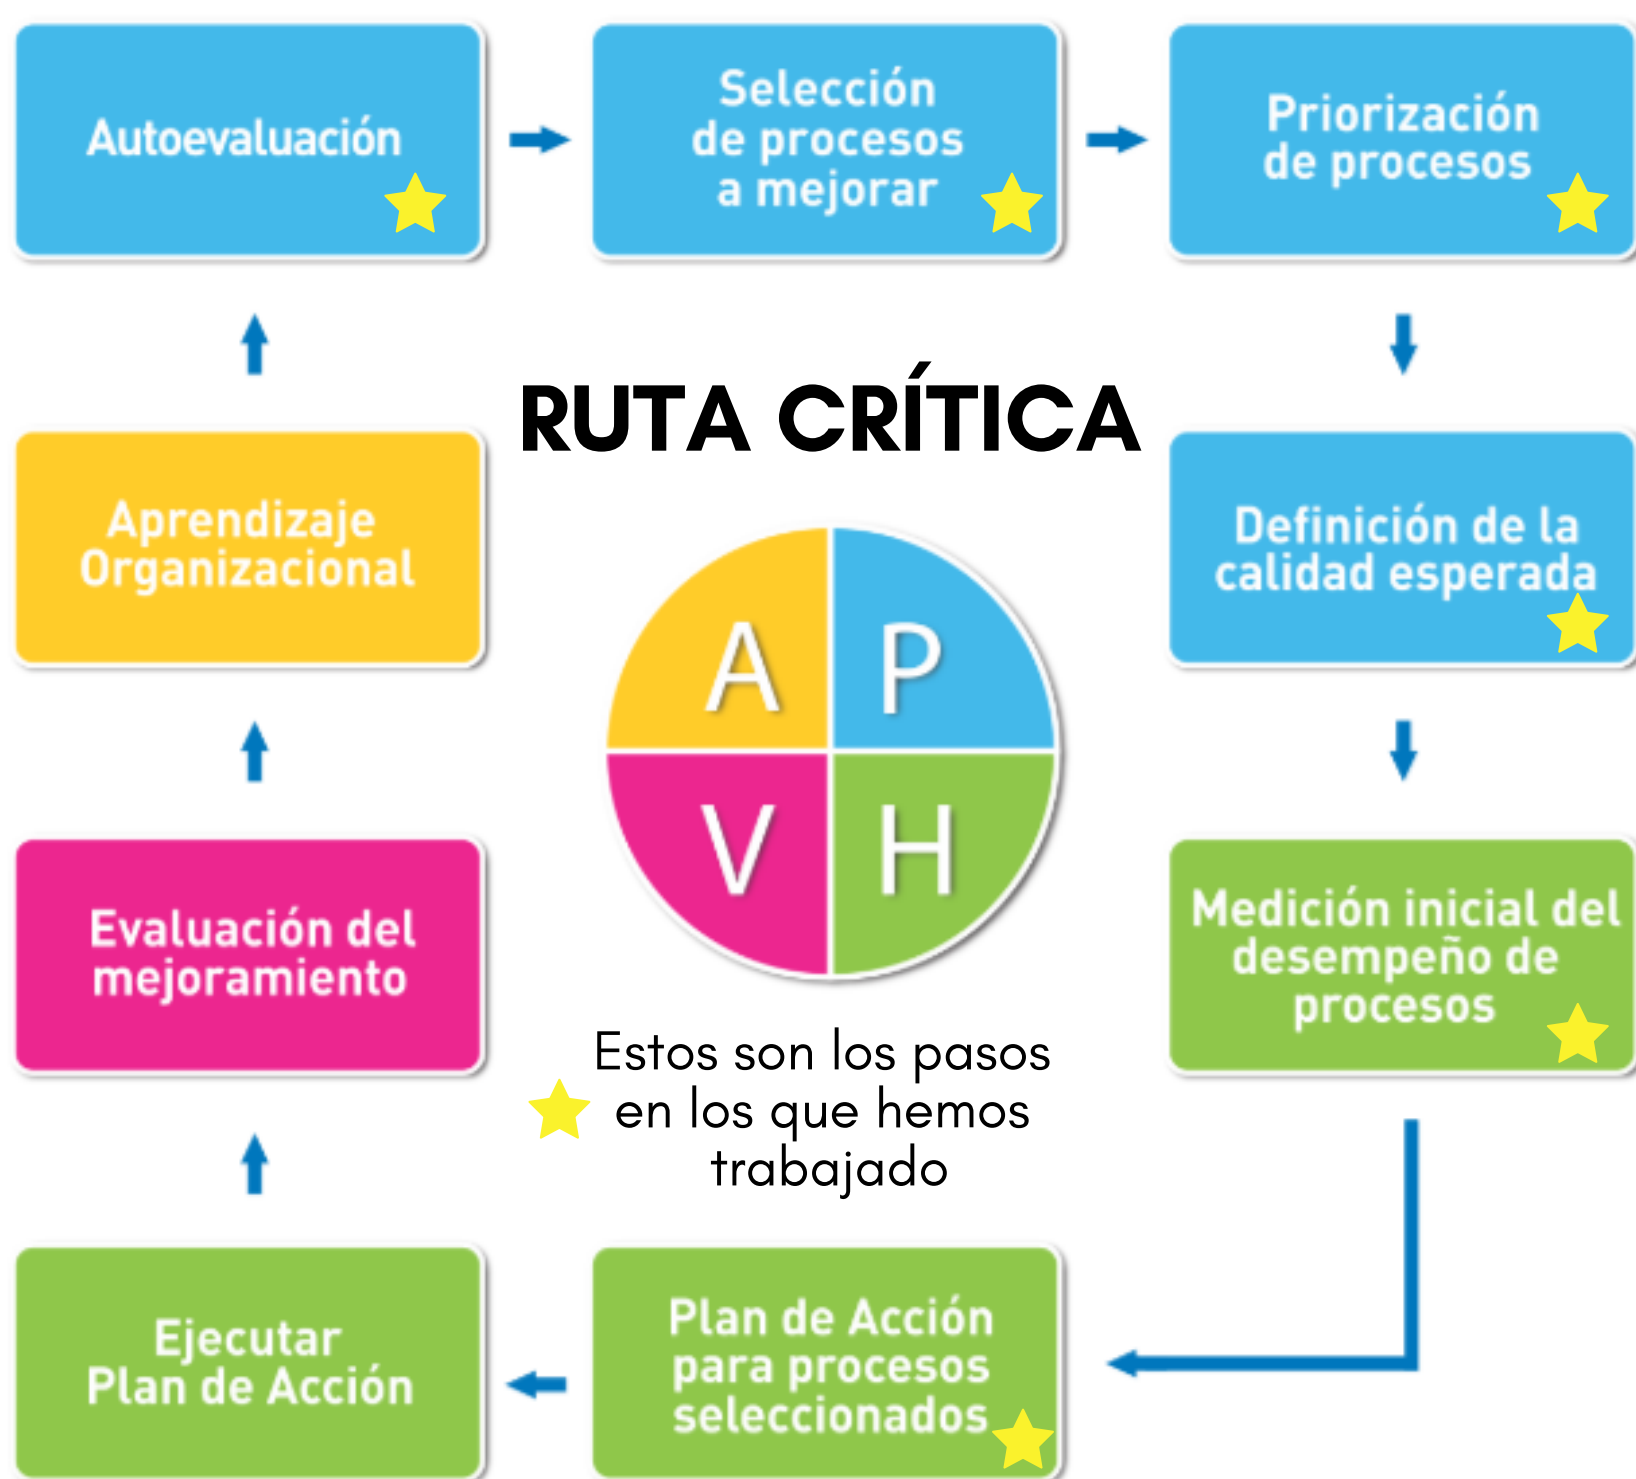 Autoevaluación
Selección
de procesos
a mejorar
Priorización
de procesos
RUTA CRÍTICA
Aprendizaje
Organizacional
Definición de la
calidad esperada
A P
V H
Evaluación del
mejoramiento
Medición inicial del
desempeño de
procesos
Estos son los pasos
en los que hemos
trabajado
Ejecutar
Plan de Acción
Plan de Acción
para procesos
seleccionados